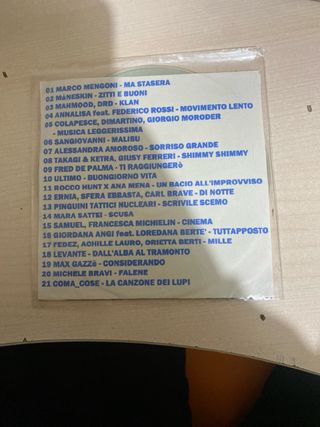 01 MARCO MENGONI - MA STASERA
02 MåNESKIN - ZITTI E BUONI
03 MAHMOOD, DRD - KLAN
04 ANNALISA feat. FEDERICO ROSSI - MOVIMENTO LENTO
05 COLAPESCE, DIMARTINO, GIORGIO MORODER
- MUSICA LEGGERISSIMA
06 SANGIOVANNI - MALIBU
07 ALESSANDRA AMOROSO - SORRISO GRANDE
08 TAKAGI & KETRA, GIUSY FERRERI - SHIMMY SHIMMY
09 FRED DE PALMA - TI RAGGIUNGERò
10 ULTIMO - BUONGIORNO VITA
11 ROCCO HUNT X ANA MENA - UN BACIO ALL'IMPROVVISO
12 ERNIA, SFERA EBBASTA, CARL BRAVE - DI NOTTE
13 PINGUINI TATTICI NUCLEARI - SCRIVILE SCEMO
14 MARA SATTEI - SCUSA
15 SAMUEL, FRANCESCA MICHIELIN - CINEMA
16 GIORDANA ANGI feat. LOREDANA BERTE' - TUTTAPPOSTO
17 FEDEZ, ACHILLE LAURO, ORIETTA BERTI - MILLE
18 LEVANTE - DALL'ALBA AL TRAMONTO
19 MAX GAZZè - CONSIDERANDO
20 MICHELE BRAVI - FALENE
21 COMA_COSE - LA CANZONE DEI LUPI